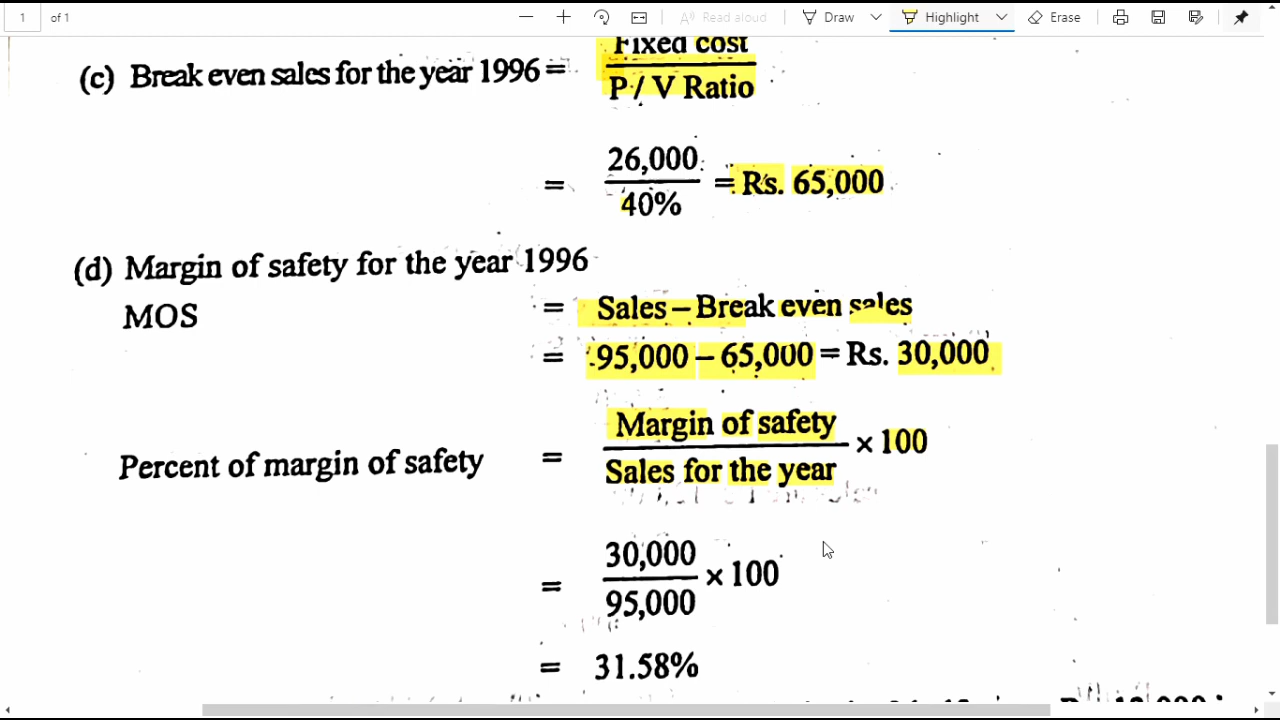 1 of 1 Read aloud Draw Highlight Erase
Fixed cost
(c) Break even sales for the year 1996 =
P / V Ratio
26,000
= = Rs. 65,000
40%
(d) Margin of safety for the year 1996
MOS = Sales – Break even sales
= 95,000 – 65,000 = Rs. 30,000
Margin of safety
Percent of margin of safety = × 100
Sales for the year
30,000
= × 100
95,000
= 31.58%